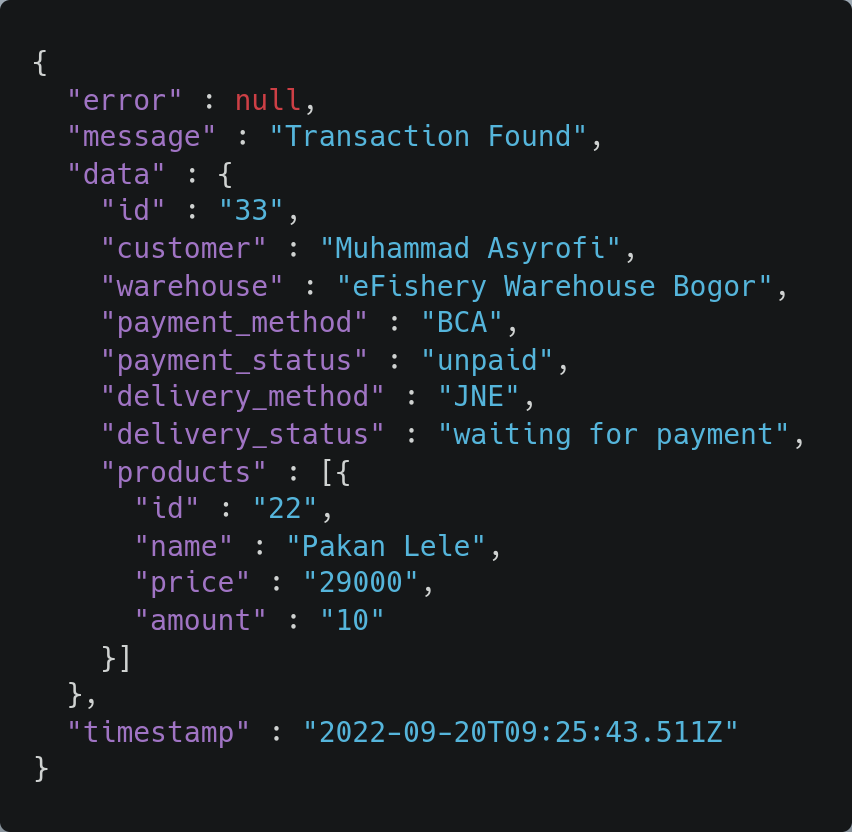 {
  "error" : null,
  "message" : "Transaction Found",
  "data" : {
    "id" : "33",
    "customer" : "Muhammad Asyrofi",
    "warehouse" : "eFishery Warehouse Bogor",
    "payment_method" : "BCA",
    "payment_status" : "unpaid",
    "delivery_method" : "JNE",
    "delivery_status" : "waiting for payment",
    "products" : [{
      "id" : "22",
      "name" : "Pakan Lele",
      "price" : "29000",
      "amount" : "10"
    }]
  },
  "timestamp" : "2022-09-20T09:25:43.511Z"
}